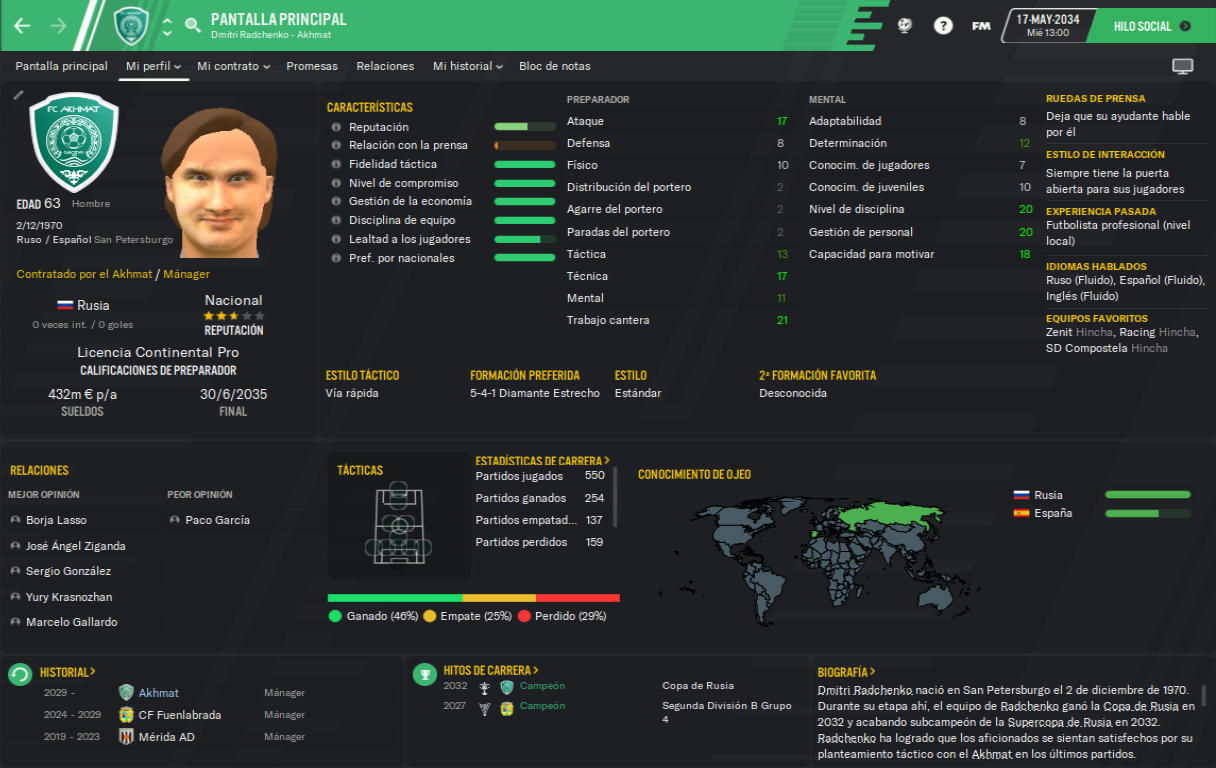 PANTALLA PRINCIPAL
Dmitri Radchenko - Akhmat
FM
17-MAY-2034
Mié 13:00
HILO SOCIAL
Pantalla principal
Mi perfil
Mi contrato
Promesas
Relaciones
Mi historial
Bloc de notas
FC AKHMAT
EDAD 63 Hombre
2/12/1970
Ruso / Español San Petersburgo
Contratado por el Akhmat / Mánager
Rusia
0 veces int. / 0 goles
Nacional
REPUTACIÓN
Licencia Continental Pro
CALIFICACIONES DE PREPARADOR
432m € p/a
SUELDOS
30/6/2035
FINAL
CARACTERÍSTICAS
Reputación
Relación con la prensa
Fidelidad táctica
Nivel de compromiso
Gestión de la economía
Disciplina de equipo
Lealtad a los jugadores
Pref. por nacionales
PREPARADOR
Ataque 17
Defensa 8
Físico 10
Distribución del portero 2
Agarre del portero 2
Paradas del portero 2
Táctica 13
Técnica 17
Mental 11
Trabajo cantera 21
MENTAL
Adaptabilidad 8
Determinación 12
Conocim. de jugadores 7
Conocim. de juveniles 10
Nivel de disciplina 20
Gestión de personal 20
Capacidad para motivar 18
RUEDAS DE PRENSA
Deja que su ayudante hable
por él
ESTILO DE INTERACCIÓN
Siempre tiene la puerta
abierta para sus jugadores
EXPERIENCIA PASADA
Futbolista profesional (nivel
local)
IDIOMAS HABLADOS
Ruso (Fluido), Español (Fluido),
Inglés (Fluido)
EQUIPOS FAVORITOS
Zenit Hincha, Racing Hincha,
SD Compostela Hincha
ESTILO TÁCTICO
Vía rápida
FORMACIÓN PREFERIDA
5-4-1 Diamante Estrecho
ESTILO
Estándar
2ª FORMACIÓN FAVORITA
Desconocida
RELACIONES
MEJOR OPINIÓN
Borja Lasso
José Ángel Ziganda
Sergio González
Yury Krasnozhan
Marcelo Gallardo
PEOR OPINIÓN
Paco García
TÁCTICAS
ESTADÍSTICAS DE CARRERA >
Partidos jugados 550
Partidos ganados 254
Partidos empatad... 137
Partidos perdidos 159
Ganado (46%) Empate (25%) Perdido (29%)
CONOCIMIENTO DE OJEO
Rusia
España
HISTORIAL >
2029 - Akhmat Mánager
2024 - 2029 CF Fuenlabrada Mánager
2019 - 2023 Mérida AD Mánager
HITOS DE CARRERA >
2032 Campeón Copa de Rusia
2027 Campeón Segunda División B Grupo
4
BIOGRAFÍA >
Dmitri Radchenko nació en San Petersburgo el 2 de diciembre de 1970.
Durante su etapa ahí, el equipo de Radchenko ganó la Copa de Rusia en
2032 y acabando subcampeón de la Supercopa de Rusia en 2032.
Radchenko ha logrado que los aficionados se sientan satisfechos por su
planteamiento táctico con el Akhmat en los últimos partidos.